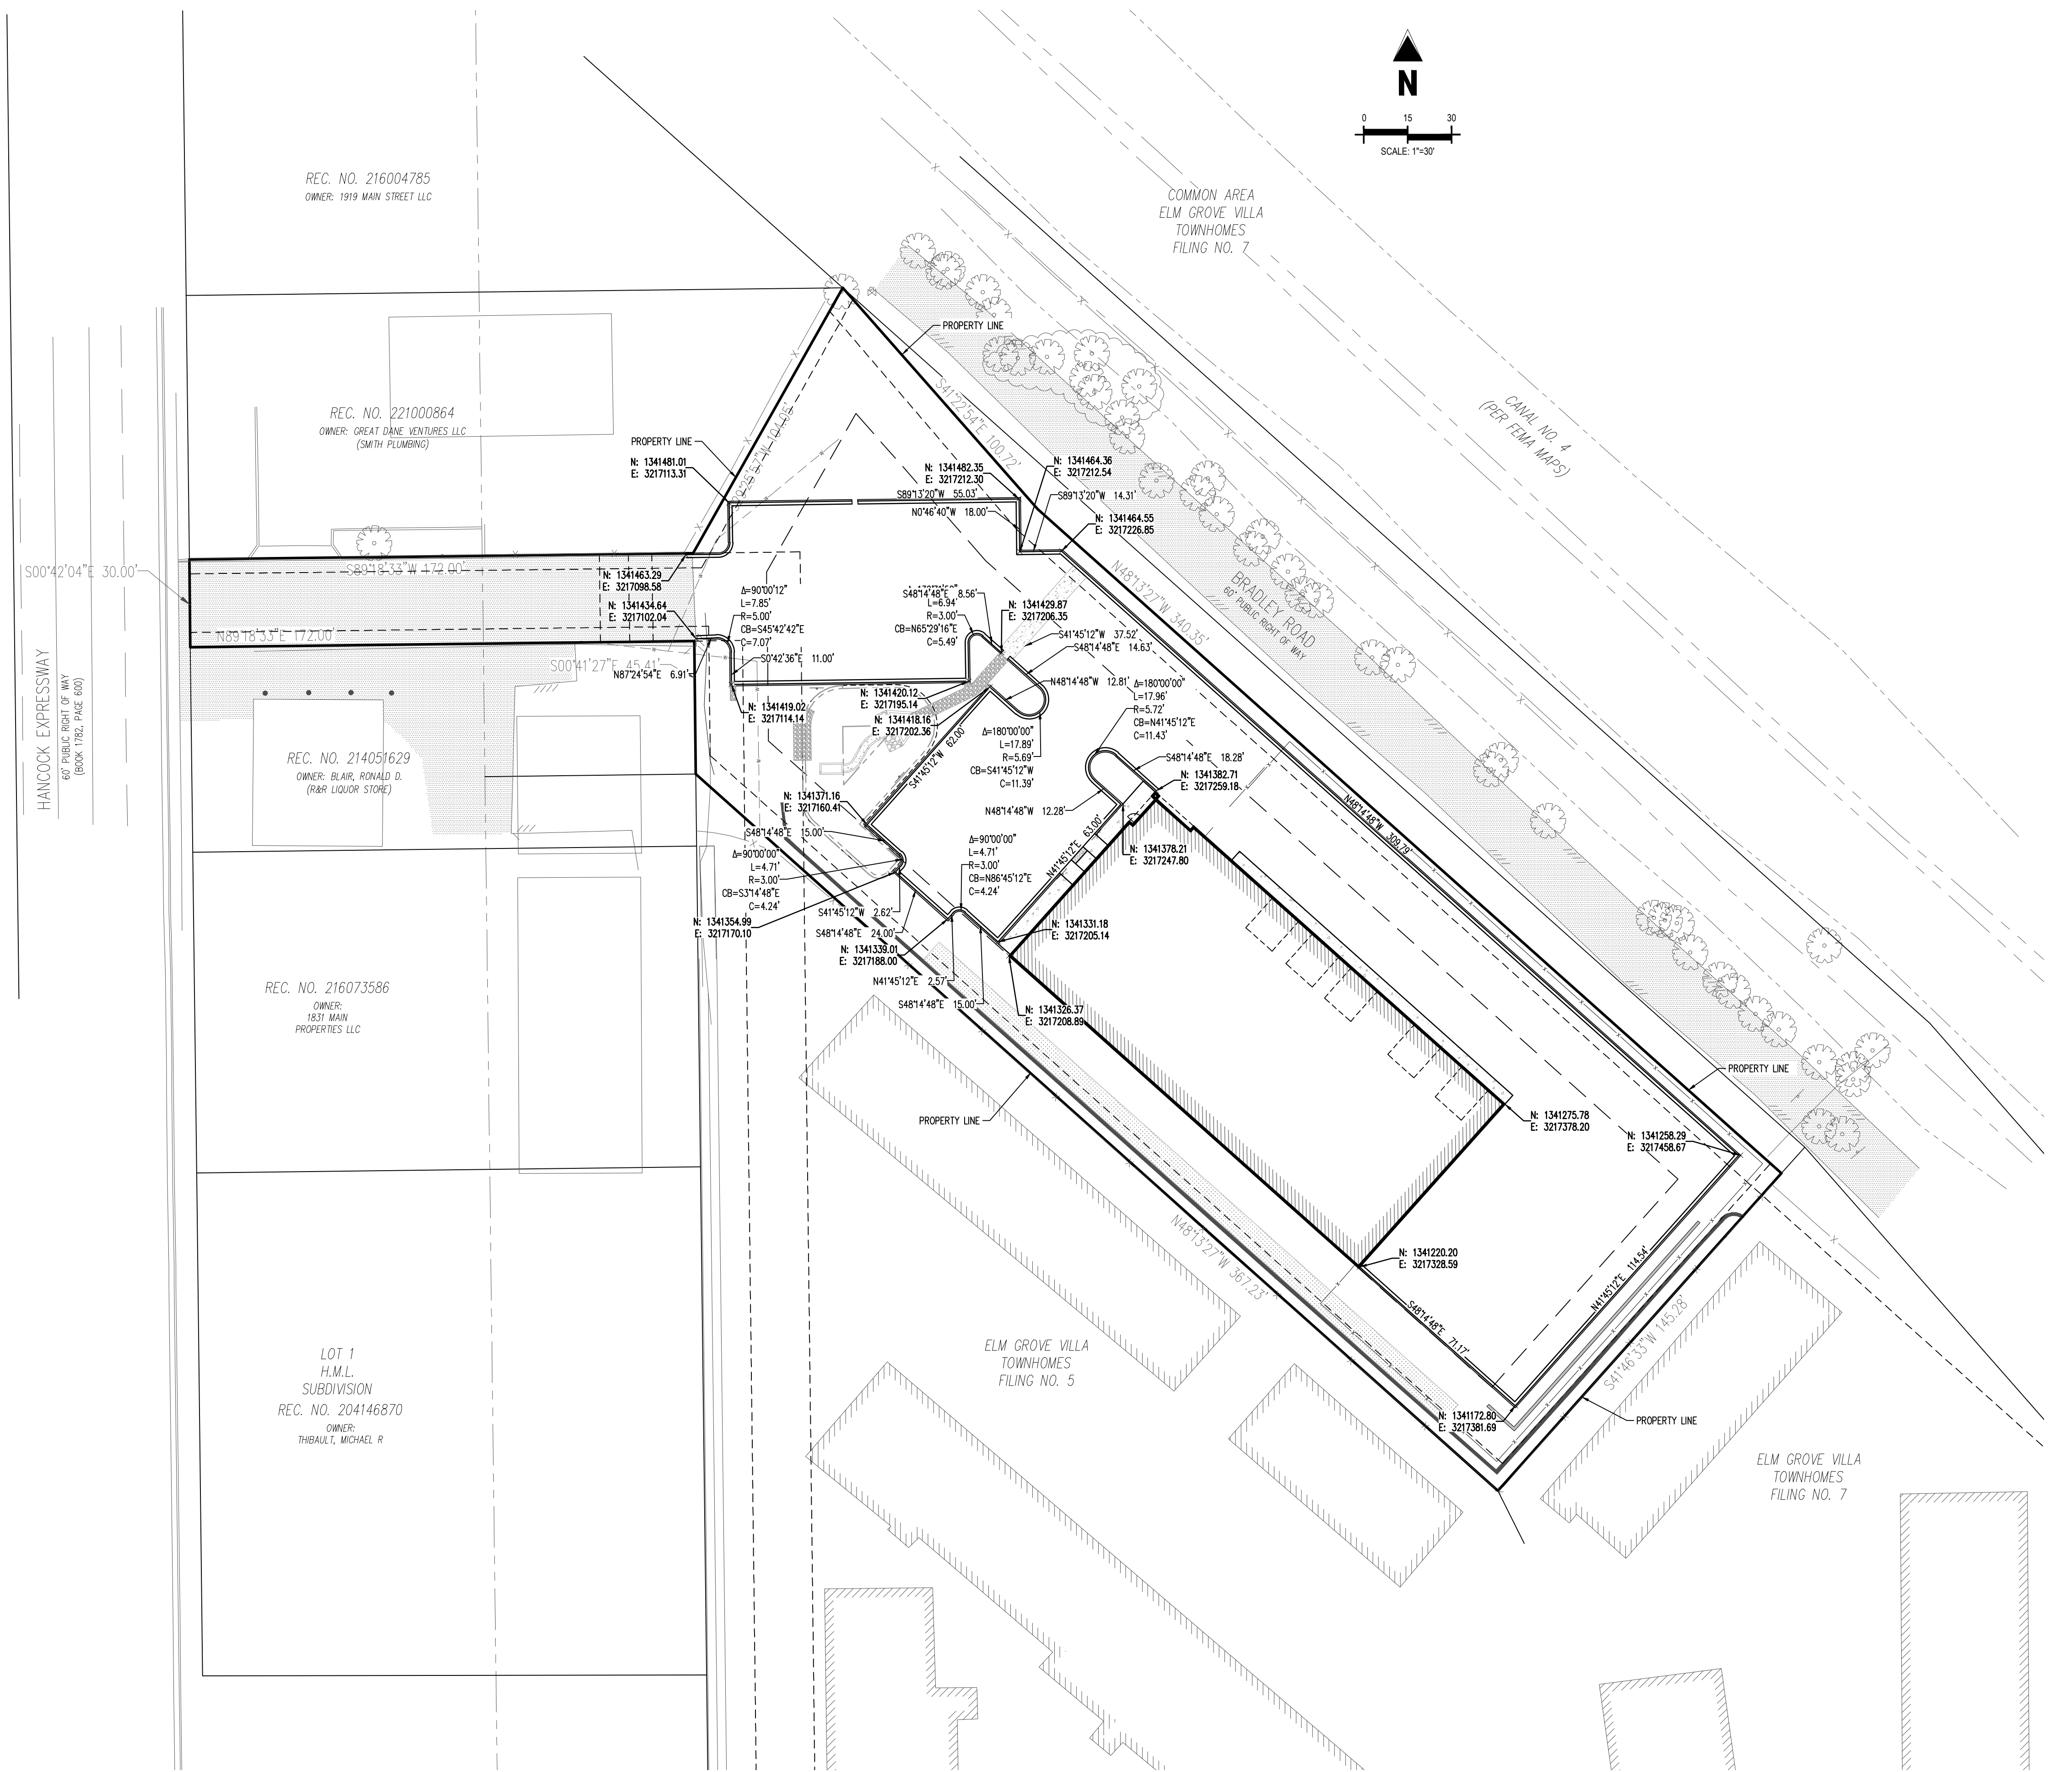 N
0 15 30
SCALE: 1"=30'
COMMON AREA
ELM GROVE VILLA
TOWNHOMES
FILING NO. 7
CANAL NO. 4
(PER FEMA MAPS)
BRADLEY ROAD
60' PUBLIC RIGHT OF WAY
REC. NO. 216004785
OWNER: 1919 MAIN STREET LLC
REC. NO. 221000864
OWNER: GREAT DANE VENTURES LLC
(SMITH PLUMBING)
HANCOCK EXPRESSWAY
60' PUBLIC RIGHT OF WAY
(BOOK 1782, PAGE 600)
S00°42'04"E 30.00'
S89°18'33"W 172.00'
N89°18'33"E 172.00'
S00°41'27"E 45.41'
REC. NO. 214051629
OWNER: BLAIR, RONALD D.
(R&R LIQUOR STORE)
REC. NO. 216073586
OWNER:
1831 MAIN
PROPERTIES LLC
LOT 1
H.M.L.
SUBDIVISION
REC. NO. 204146870
OWNER:
THIBAULT, MICHAEL R
PROPERTY LINE
S41°22'54"E 100.72'
PROPERTY LINE
N: 1341481.01
E: 3217113.31
N: 1341482.35
E: 3217212.30
S89°13'20"W 55.03'
N0°46'40"W 18.00'
N: 1341464.36
E: 3217212.54
S89°13'20"W 14.31'
N: 1341464.55
E: 3217226.85
N48°13'27"W 340.35'
N: 1341463.29
E: 3217098.58
N: 1341434.64
E: 3217102.04
Δ=90°00'12"
L=7.85'
R=5.00'
CB=S45°42'42"E
C=7.07'
S0°42'36"E 11.00'
N87°24'54"E 6.91'
S48°14'48"E 8.56'
L=6.94'
R=3.00'
CB=N65°29'16"E
C=5.49'
N: 1341429.87
E: 3217206.35
S41°45'12"W 37.52'
S48°14'48"E 14.63'
N48°14'48"W 12.81'
N: 1341419.02
E: 3217114.14
N: 1341420.12
E: 3217195.14
N: 1341418.16
E: 3217202.36
Δ=180°00'00"
L=17.89'
R=5.69'
CB=S41°45'12"W
C=11.39'
Δ=180°00'00"
L=17.96'
R=5.72'
CB=N41°45'12"E
C=11.43'
S41°45'12"W 62.00'
S48°14'48"E 18.28'
N: 1341382.71
E: 3217259.18
N48°14'48"W 12.28'
N: 1341378.21
E: 3217247.80
N41°45'12"E 63.00'
N48°14'48"W 309.79'
N: 1341371.16
E: 3217160.41
S48°14'48"E 15.00'
Δ=90°00'00"
L=4.71'
R=3.00'
CB=S3°14'48"E
C=4.24'
Δ=90°00'00"
L=4.71'
R=3.00'
CB=N86°45'12"E
C=4.24'
N: 1341354.99
E: 3217170.10
S41°45'12"W 2.62'
S48°14'48"E 24.00'
N: 1341339.01
E: 3217188.00
N41°45'12"E 2.57'
S48°14'48"E 15.00'
N: 1341331.18
E: 3217205.14
N: 1341326.37
E: 3217208.89
PROPERTY LINE
PROPERTY LINE
N: 1341275.78
E: 3217378.20
N: 1341258.29
E: 3217458.67
N: 1341220.20
E: 3217328.59
S48°14'48"E 71.17'
N41°45'12"E 114.54'
S41°46'33"W 145.28'
N48°13'27"W 367.23'
N: 1341172.80
E: 3217381.69
PROPERTY LINE
ELM GROVE VILLA
TOWNHOMES
FILING NO. 5
ELM GROVE VILLA
TOWNHOMES
FILING NO. 7